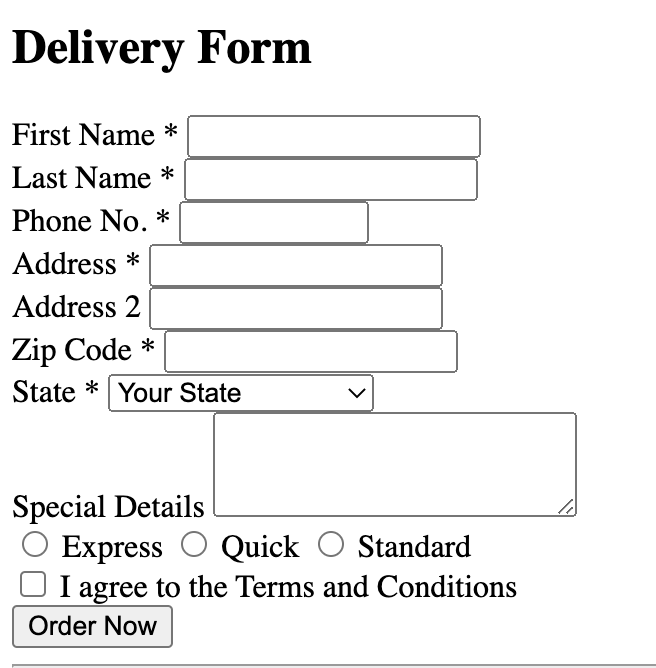 Delivery Form
First Name *
Last Name *
Phone No. *
Address *
Address 2
Zip Code *
State * Your State
Special Details
Express Quick Standard
I agree to the Terms and Conditions
Order Now